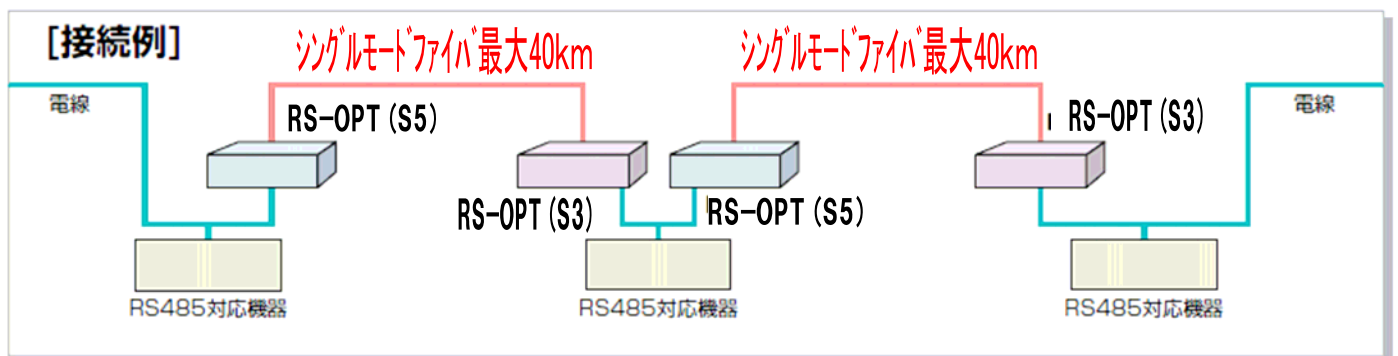 [接続例]
シングルモードファイバ最大40km
シングルモードファイバ最大40km
電線
RS-OPT(S5)
RS-OPT(S3)
電線
RS-OPT(S3)
RS-OPT(S5)
RS485対応機器
RS485対応機器
RS485対応機器